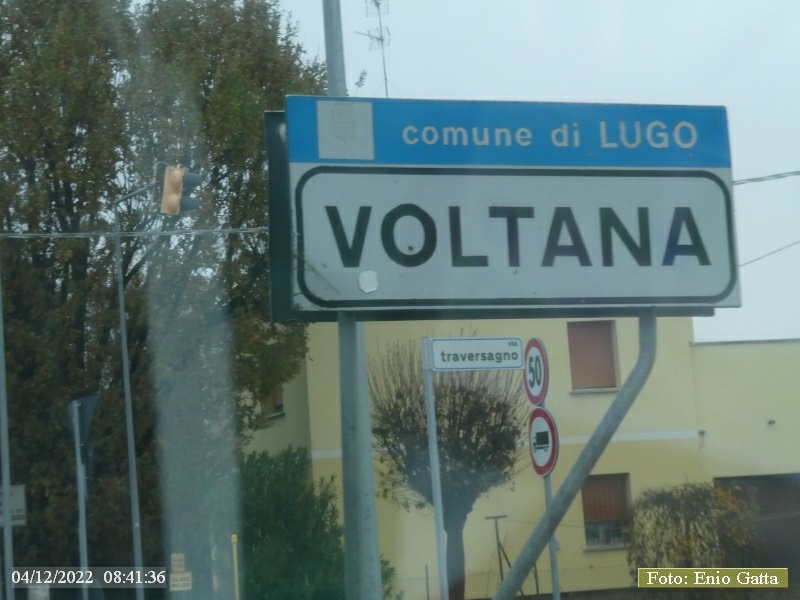 comune di LUGO
VOLTANA
via
traversagno
50
04/12/2022 08:41:36
Foto: Enio Gatta